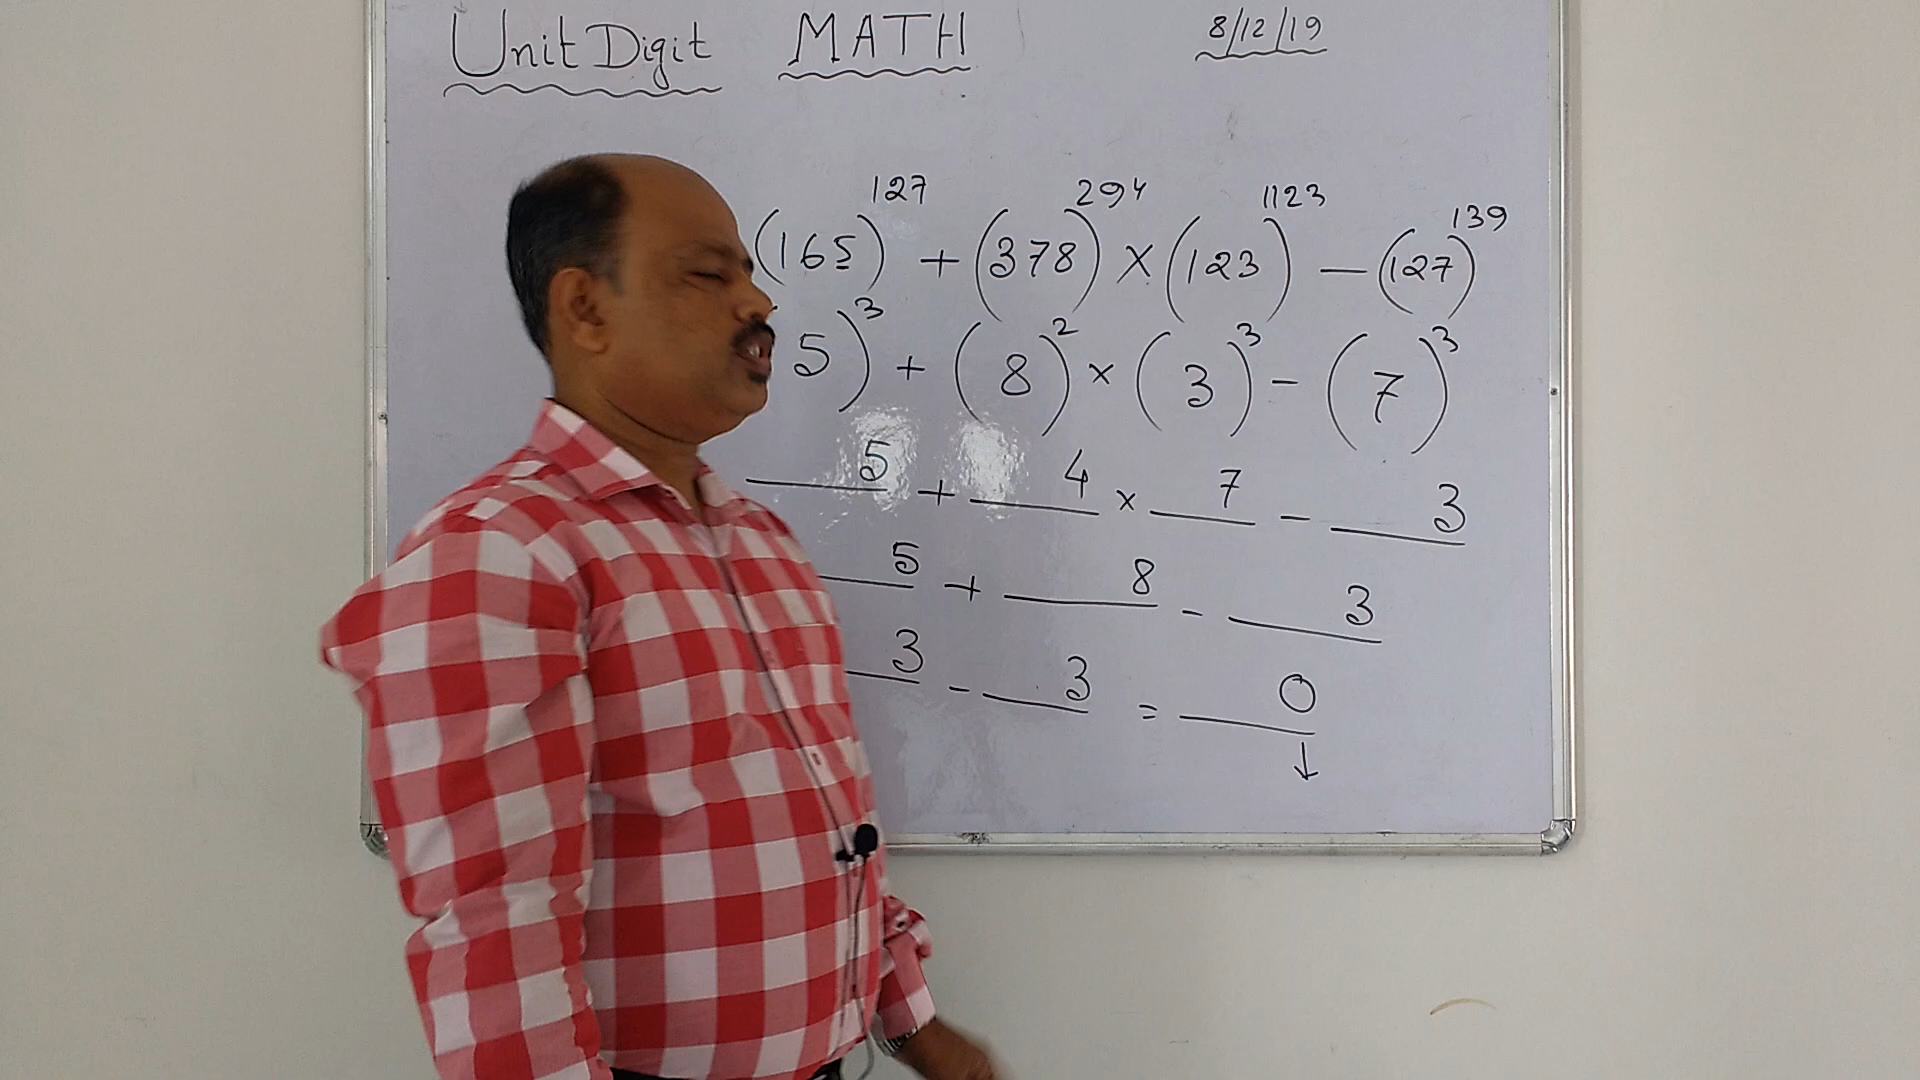 Unit Digit MATH 8/12/19
(165)^127 + (378)^294 × (123)^1123 — (127)^139
5)^3 + (8)^2 × (3)^3 - (7)^3
5 + 4 × 7 - 3
5 + 8 - 3
3 - 3 = 0
↓